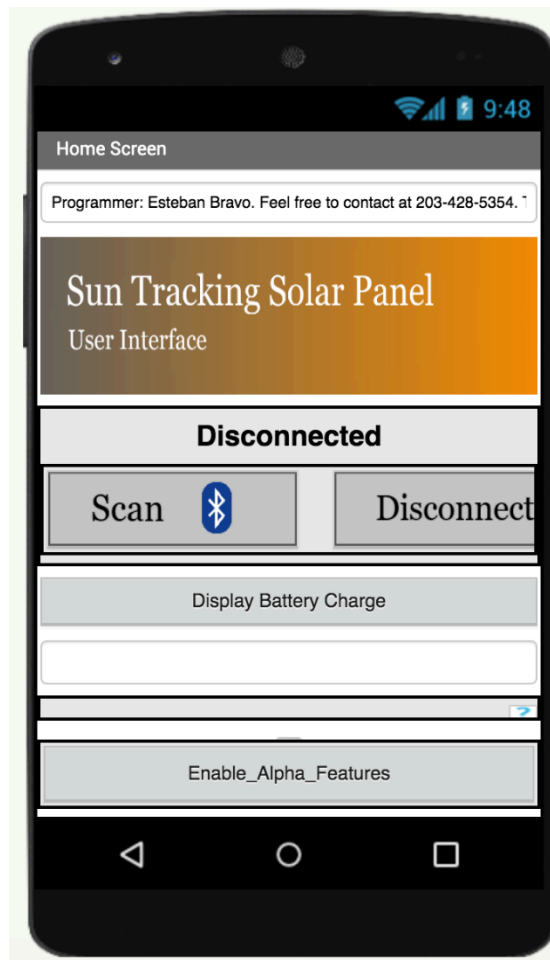 9:48
Home Screen
Programmer: Esteban Bravo. Feel free to contact at 203-428-5354.
Sun Tracking Solar Panel
User Interface
Disconnected
Scan Disconnect
Display Battery Charge
?
Enable_Alpha_Features